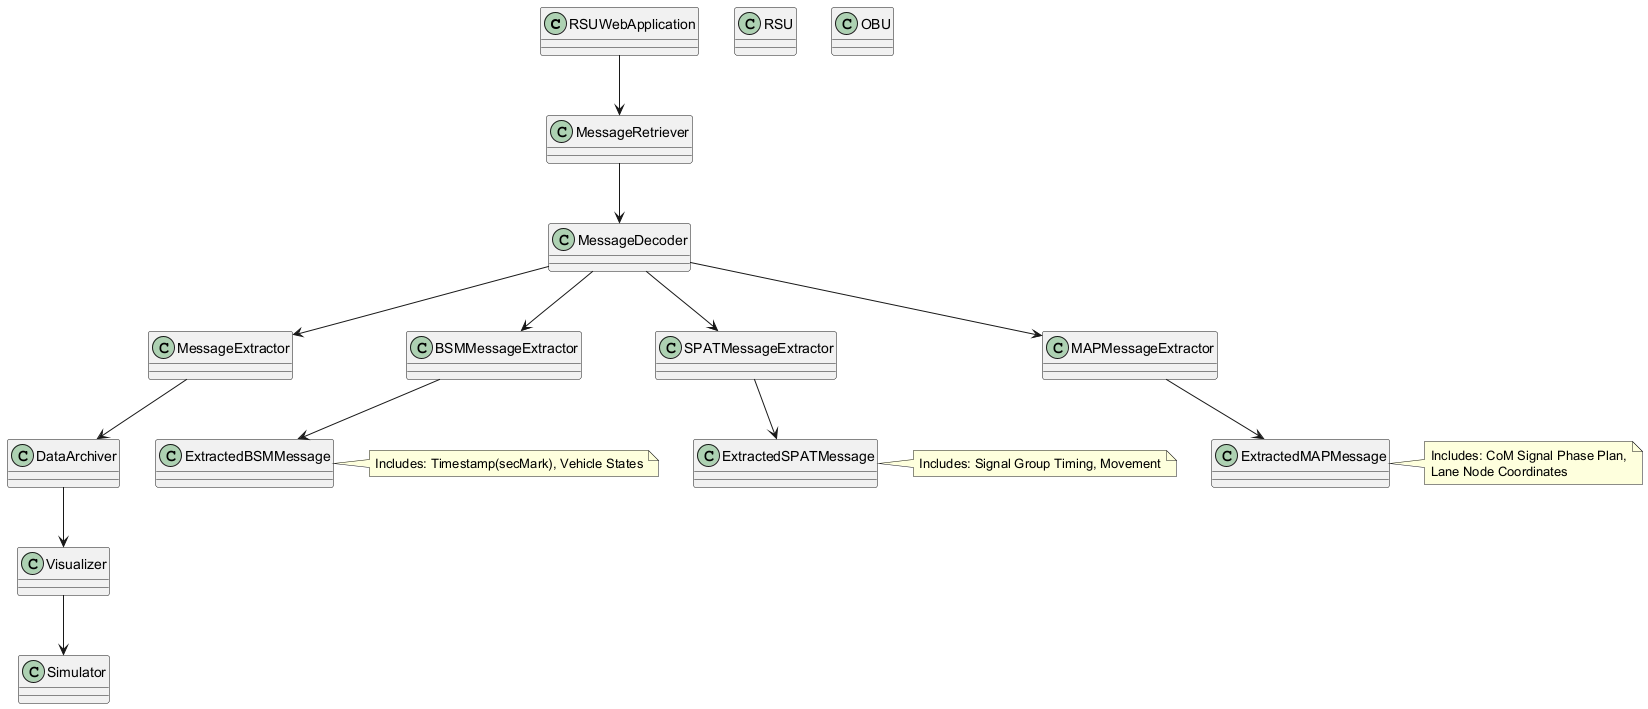 C RSUWebApplication
C RSU
C OBU
C MessageRetriever
C MessageDecoder
C MessageExtractor
C BSMMessageExtractor
C SPATMessageExtractor
C MAPMessageExtractor
C DataArchiver
C ExtractedBSMMessage
Includes: Timestamp(secMark), Vehicle States
C ExtractedSPATMessage
Includes: Signal Group Timing, Movement
C ExtractedMAPMessage
Includes: CoM Signal Phase Plan,
Lane Node Coordinates
C Visualizer
C Simulator